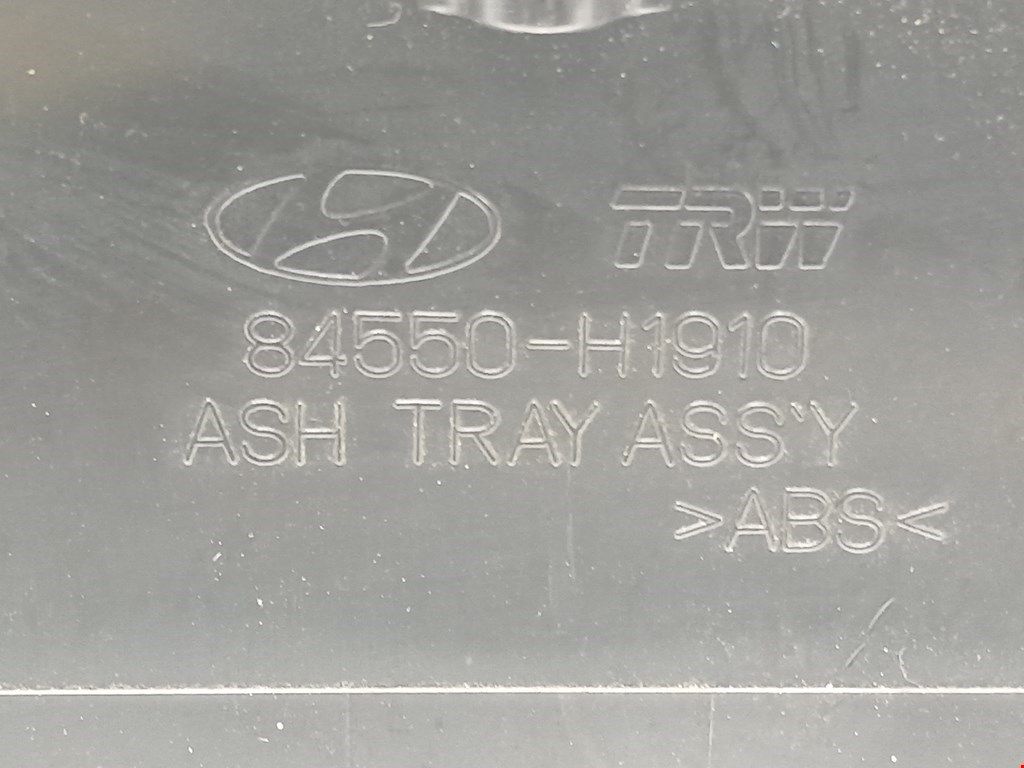 TRW
84550-H1910
ASH TRAY ASS'Y
>ABS<